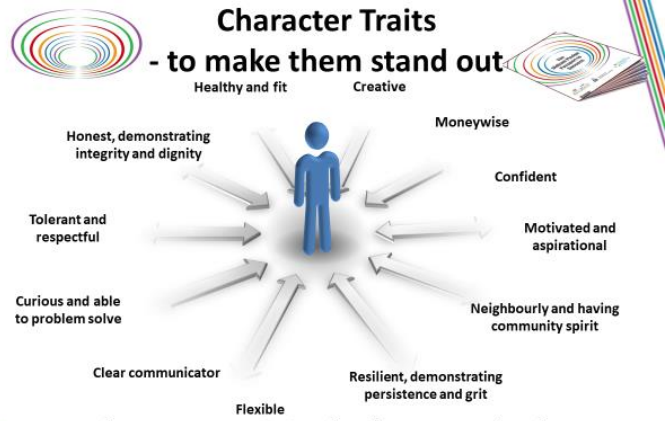 Character Traits
- to make them stand out
Healthy and fit
Creative
Honest, demonstrating
integrity and dignity
Moneywise
Confident
Tolerant and
respectful
Motivated and
aspirational
Curious and able
to problem solve
Neighbourly and having
community spirit
Clear communicator
Resilient, demonstrating
persistence and grit
Flexible